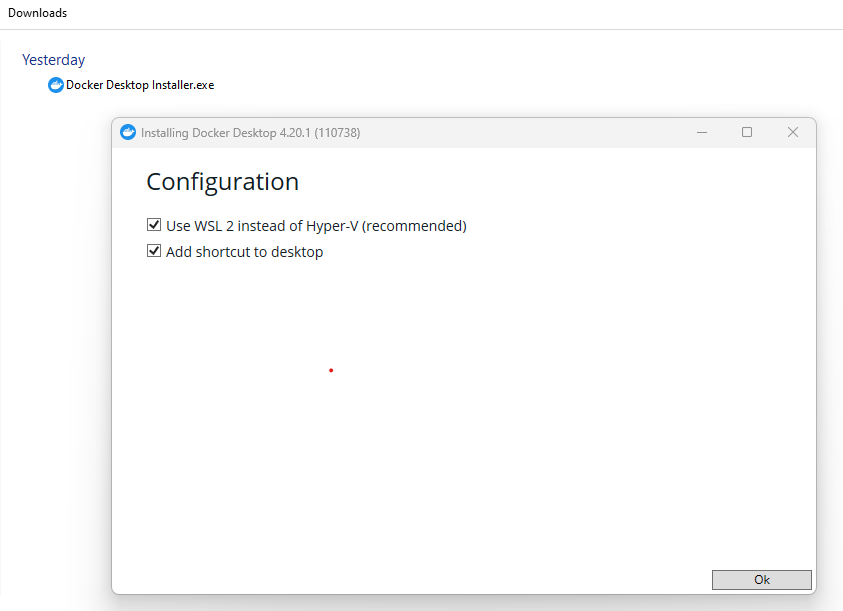 Downloads
Yesterday
Docker Desktop Installer.exe
Installing Docker Desktop 4.20.1 (110738)
Configuration
Use WSL 2 instead of Hyper-V (recommended)
Add shortcut to desktop
Ok